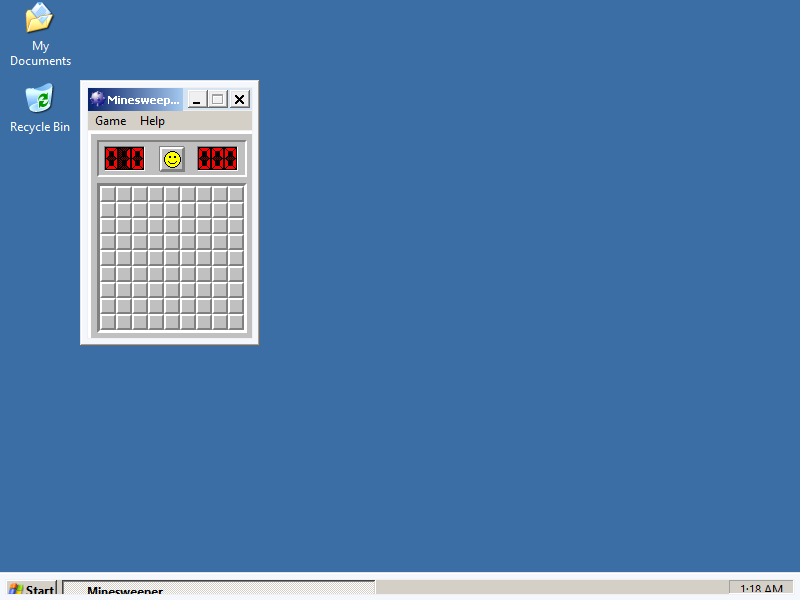 My
Documents
Recycle Bin
Minesweep...
Game Help
Start
Minesweeper
1:18 AM